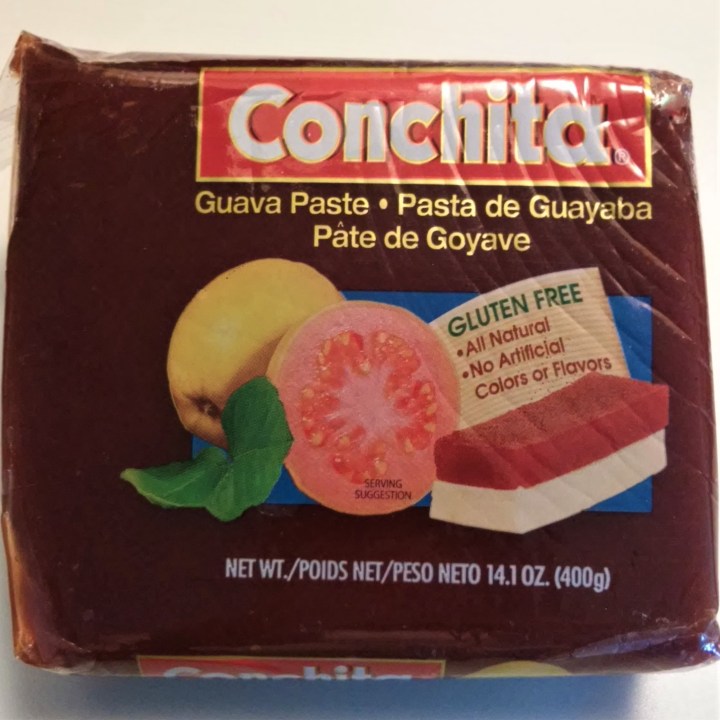 Conchita®
Guava Paste • Pasta de Guayaba
Pâte de Goyave
GLUTEN FREE
•All Natural
•No Artificial
Colors or Flavors
SERVING
SUGGESTION
NET WT./POIDS NET/PESO NETO 14.1 OZ. (400g)
Conchita